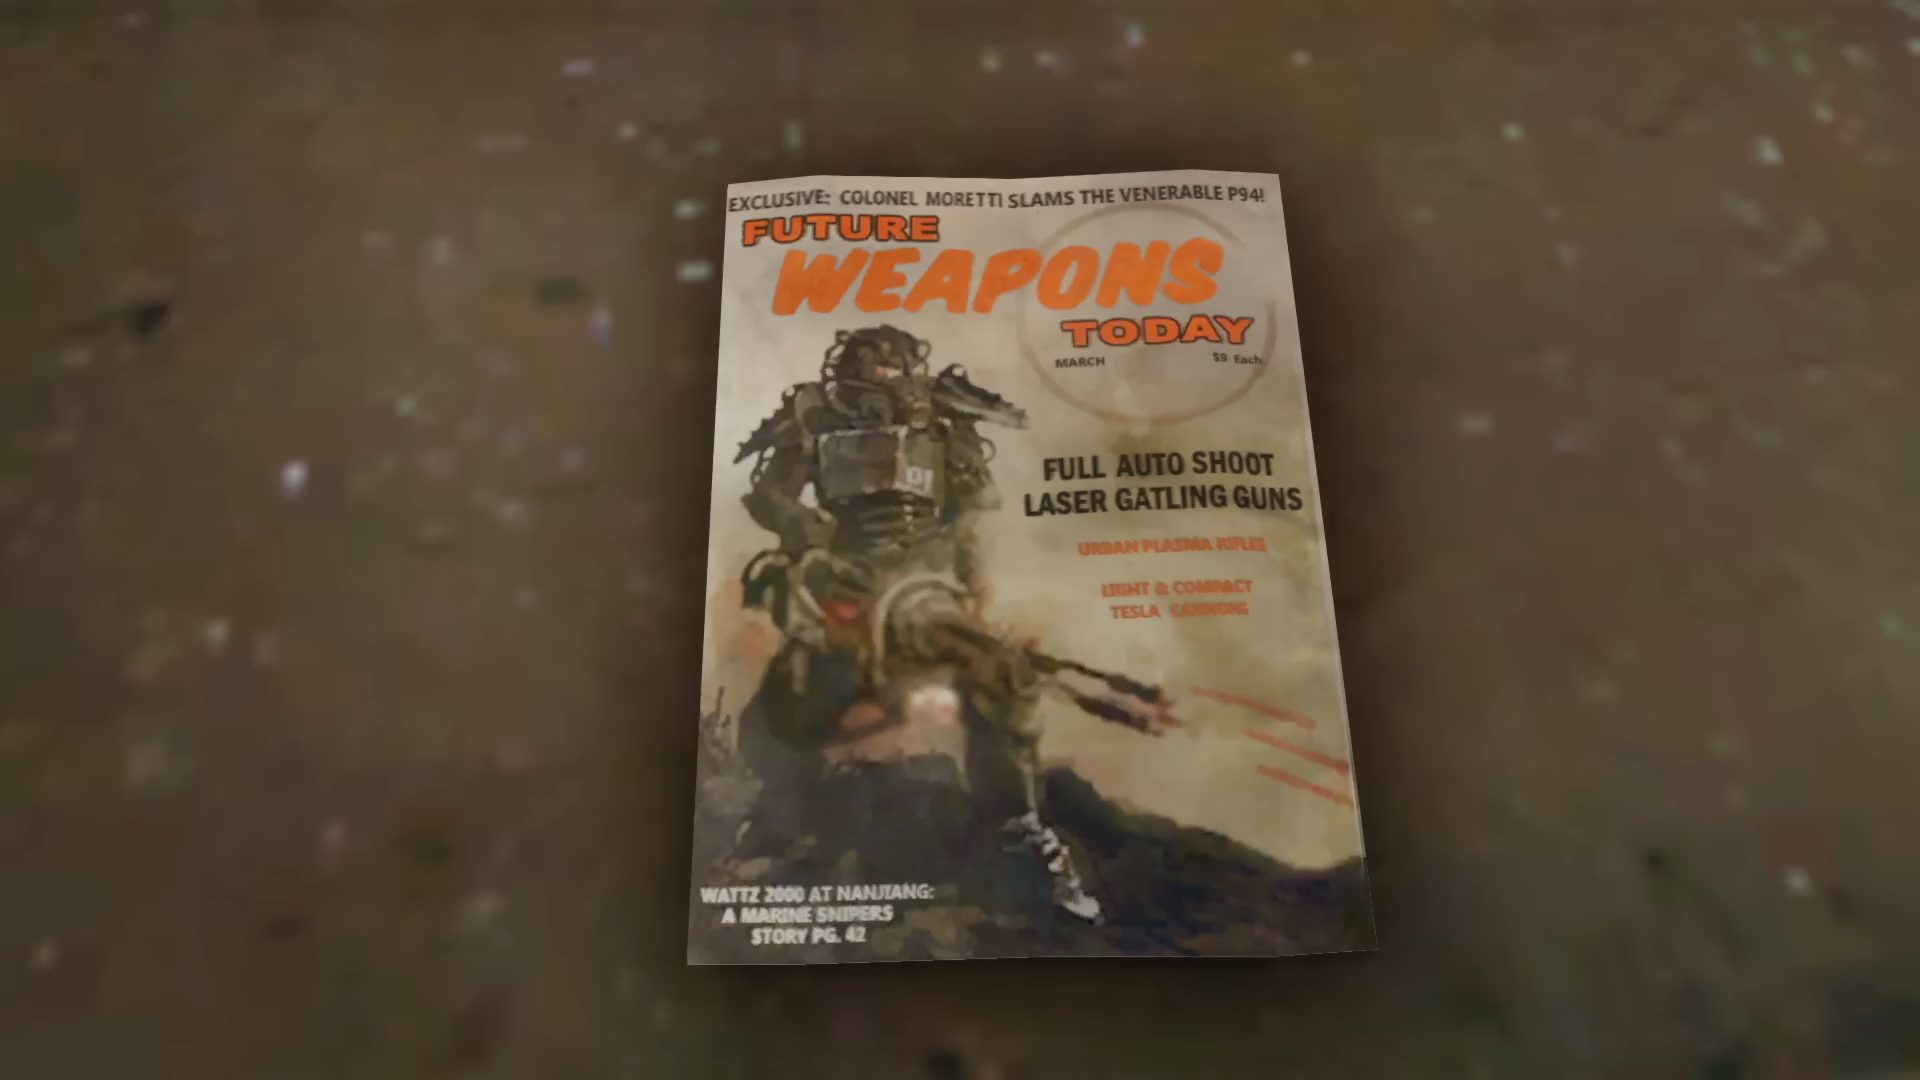 EXCLUSIVE: COLONEL MORETTI SLAMS THE VENERABLE P94!
FUTURE
WEAPONS
TODAY
MARCH $9 Each
FULL AUTO SHOOT
LASER GATLING GUNS
URBAN PLASMA RIFLES
LIGHT & COMPACT
TESLA CANNONS
01
WATTZ 2000 AT NANJIANG:
A MARINE SNIPERS
STORY PG. 42